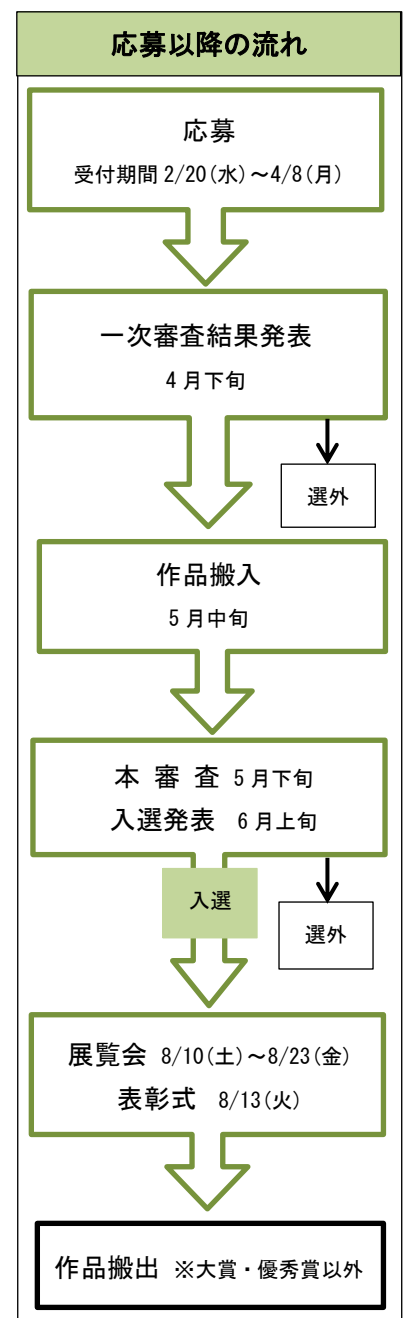 応募以降の流れ
応募
受付期間 2/20(水)～4/8(月)
一次審査結果発表
4月下旬
選外
作品搬入
5月中旬
本 審 査 5月下旬
入選発表 6月上旬
入選
選外
展覧会 8/10(土)～8/23(金)
表彰式 8/13(火)
作品搬出 ※大賞・優秀賞以外